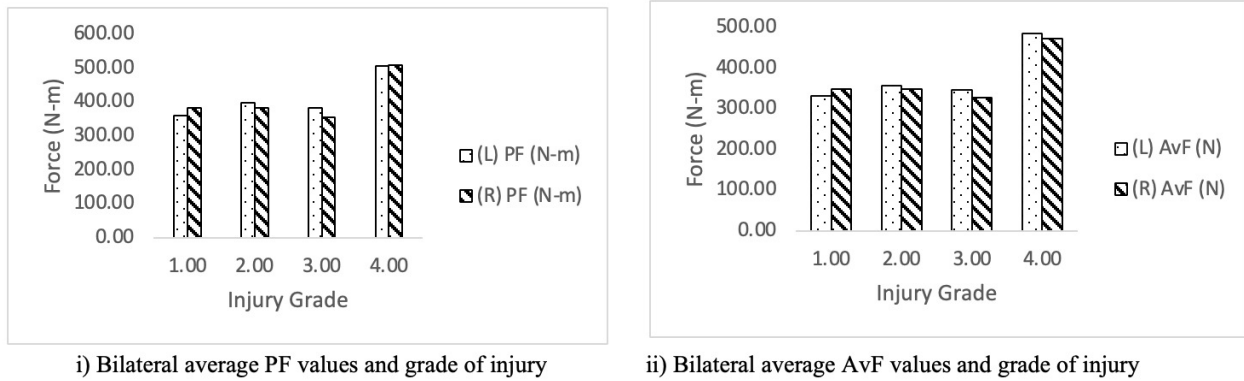 600.00
500.00
400.00
300.00
200.00
100.00
0.00
Force (N-m)
1.00 2.00 3.00 4.00
Injury Grade
(L) PF (N-m)
(R) PF (N-m)
i) Bilateral average PF values and grade of injury
500.00
400.00
300.00
200.00
100.00
0.00
Force (N-m)
1.00 2.00 3.00 4.00
Injury Grade
(L) AvF (N)
(R) AvF (N)
ii) Bilateral average AvF values and grade of injury